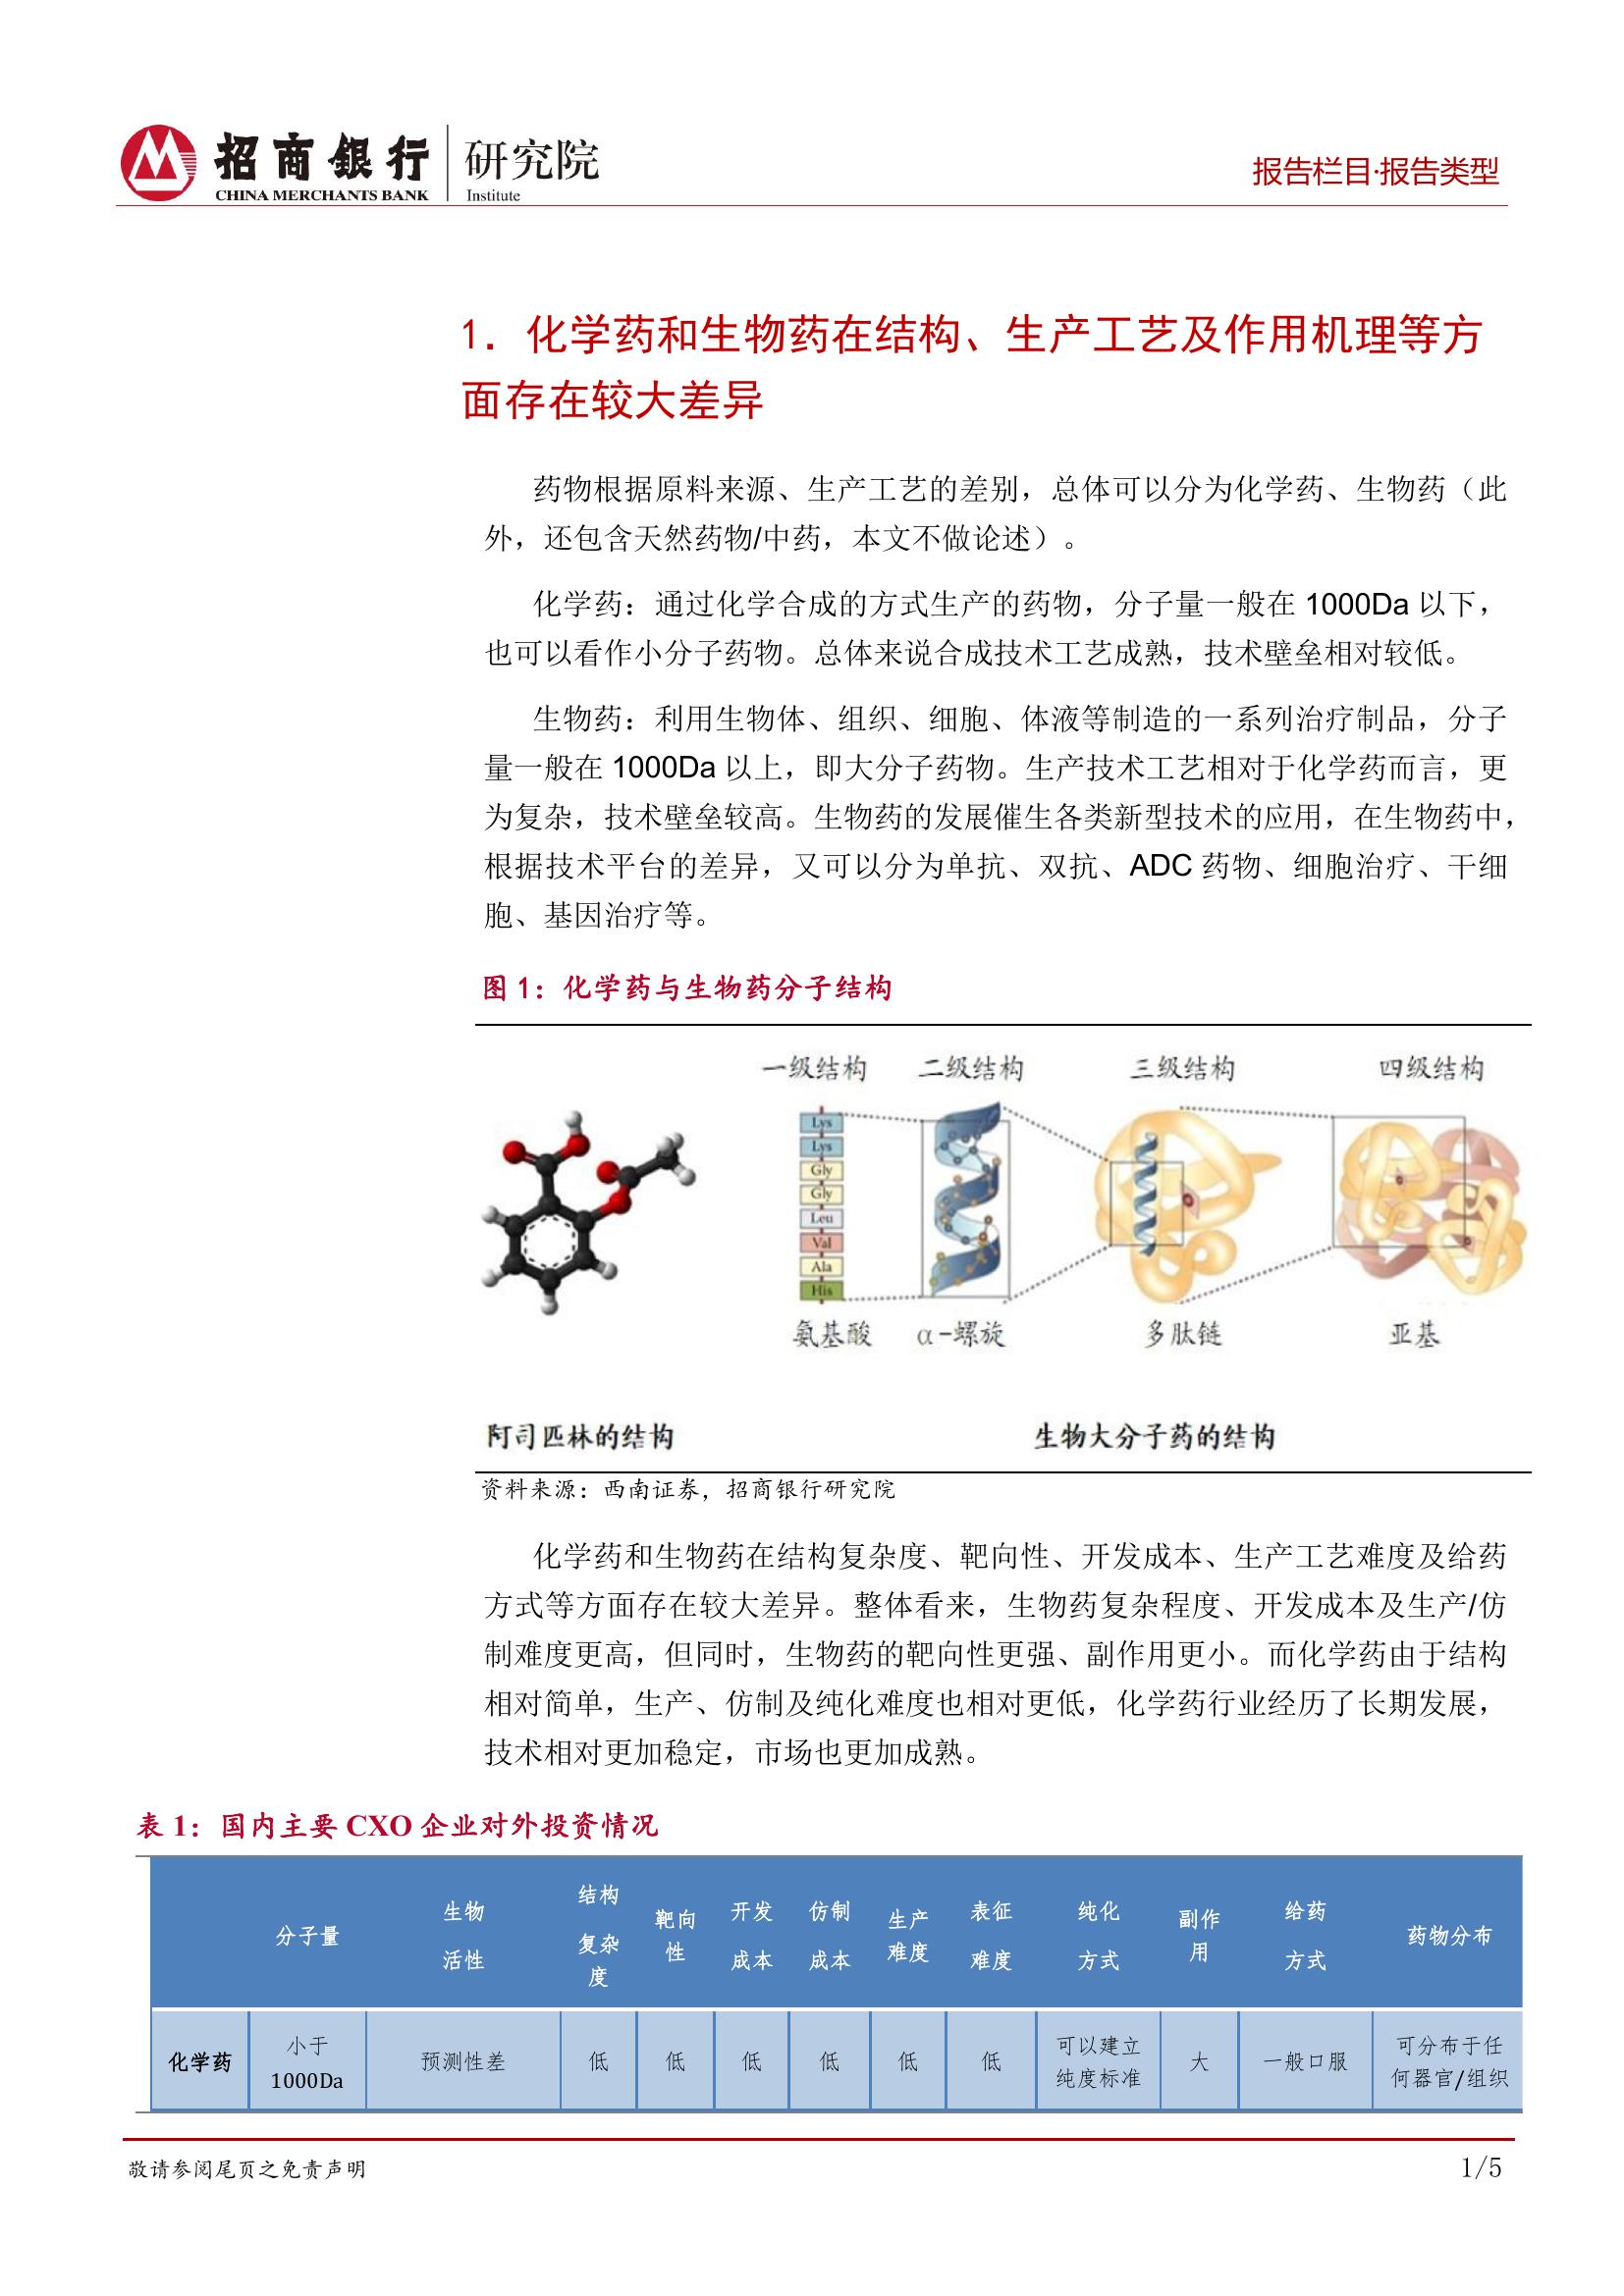 招商银行 研究院
CHINA MERCHANTS BANK Institute
报告栏目·报告类型
1. 化学药和生物药在结构、生产工艺及作用机理等方
面存在较大差异
药物根据原料来源、生产工艺的差别，总体可以分为化学药、生物药（此
外，还包含天然药物/中药，本文不做论述）。
化学药：通过化学合成的方式生产的药物，分子量一般在 1000Da 以下，
也可以看作小分子药物。总体来说合成技术工艺成熟，技术壁垒相对较低。
生物药：利用生物体、组织、细胞、体液等制造的一系列治疗制品，分子
量一般在 1000Da 以上，即大分子药物。生产技术工艺相对于化学药而言，更
为复杂，技术壁垒较高。生物药的发展催生各类新型技术的应用，在生物药中，
根据技术平台的差异，又可以分为单抗、双抗、ADC 药物、细胞治疗、干细
胞、基因治疗等。
图 1：化学药与生物药分子结构
一级结构 二级结构 三级结构 四级结构
Lys
Lys
Gly
Gly
Leu
Val
Ala
His
氨基酸 α-螺旋 多肽链 亚基
阿司匹林的结构 生物大分子药的结构
资料来源：西南证券，招商银行研究院
化学药和生物药在结构复杂度、靶向性、开发成本、生产工艺难度及给药
方式等方面存在较大差异。整体看来，生物药复杂程度、开发成本及生产/仿
制难度更高，但同时，生物药的靶向性更强、副作用更小。而化学药由于结构
相对简单，生产、仿制及纯化难度也相对更低，化学药行业经历了长期发展，
技术相对更加稳定，市场也更加成熟。
表 1：国内主要 CXO 企业对外投资情况
分子量 生物活性 结构复杂度 靶向性 开发成本 仿制成本 生产难度 表征难度 纯化方式 副作用 给药方式 药物分布
化学药 小于1000Da 预测性差 低 低 低 低 低 低 可以建立纯度标准 大 一般口服 可分布于任何器官/组织
敬请参阅尾页之免责声明
1/5